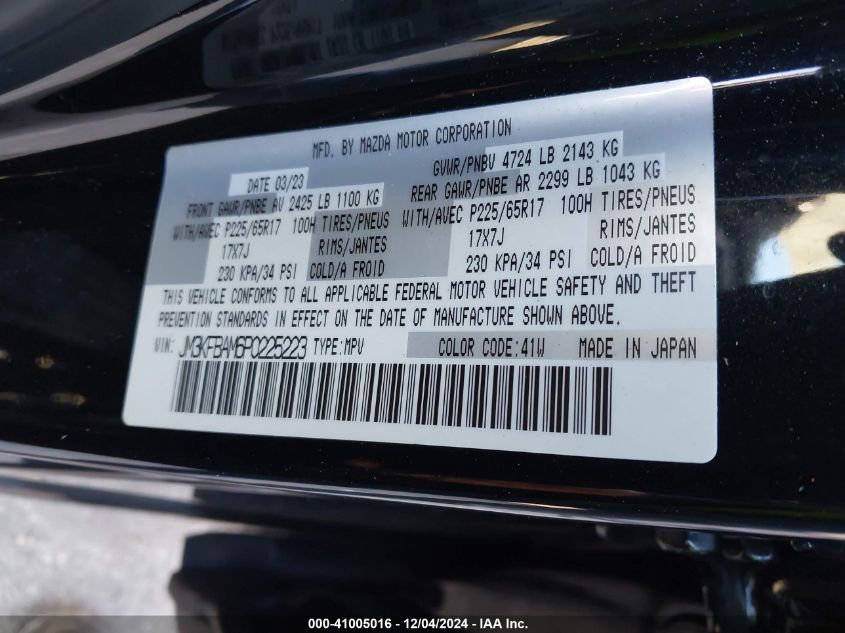 MFD. BY MAZDA MOTOR CORPORATION
DATE 03/23 GVWR/PNBV 4724 LB 2143 KG
FRONT GAWR/PNBE AV 2425 LB 1100 KG REAR GAWR/PNBE AR 2299 LB 1043 KG
WITH/AVEC P225/65R17 100H TIRES/PNEUS WITH/AVEC P225/65R17 100H TIRES/PNEUS
17X7J RIMS/JANTES 17X7J RIMS/JANTES
230 KPA/34 PSI COLD/A FROID 230 KPA/34 PSI COLD/A FROID
THIS VEHICLE CONFORMS TO ALL APPLICABLE FEDERAL MOTOR VEHICLE SAFETY AND THEFT
PREVENTION STANDARDS IN EFFECT ON THE DATE OF MANUFACTURE SHOWN ABOVE.
VIN: JM3KFBAM6P0225223 TYPE:MPV COLOR CODE:41W MADE IN JAPAN
000-41005016 - 12/04/2024 - IAA Inc.